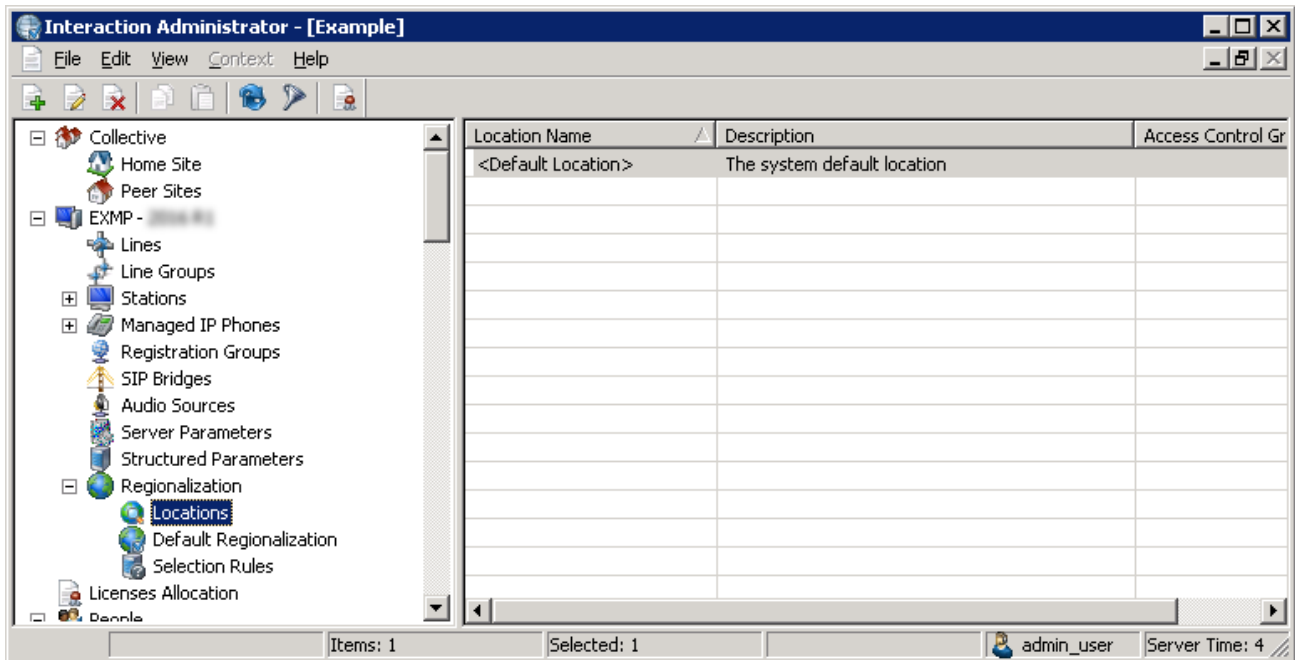 Interaction Administrator - [Example]
File Edit View Context Help
Collective
Home Site
Peer Sites
EXMP -
Lines
Line Groups
Stations
Managed IP Phones
Registration Groups
SIP Bridges
Audio Sources
Server Parameters
Structured Parameters
Regionalization
Locations
Default Regionalization
Selection Rules
Licenses Allocation
People
Location Name Description Access Control Gr
<Default Location> The system default location
Items: 1 Selected: 1 admin_user Server Time: 4